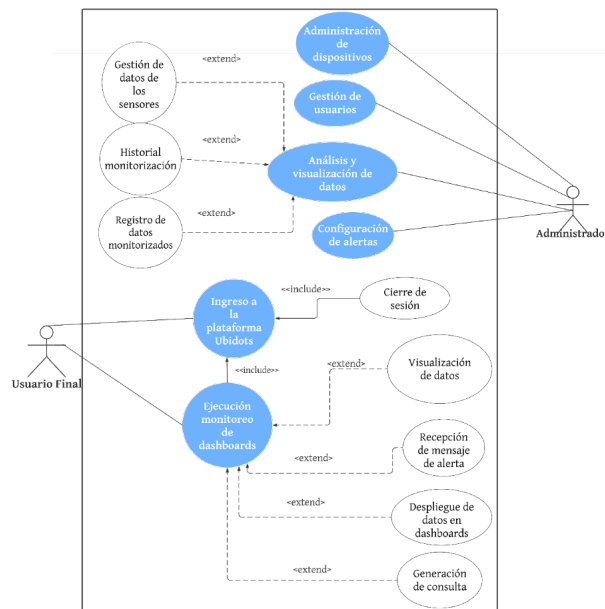 Administración
de
dispositivos
Gestión de
datos de
los
sensores
<extend>
Gestión de
usuarios
Historial
monitorización
<extend>
Análisis y
visualización de
datos
Registro de
datos
monitorizados
<extend>
Configuración
de alertas
Administrado
Ingreso a
la
plataforma
Ubidots
<<include>>
Cierre de
sesión
Usuario Final
<<include>>
extend>
Visualización
de datos
Ejecución
monitoreo
de
dashboards
<extend>
Recepción
de mensaje
de alerta
<extend>
Despliegue de
datos en
dashboards
<extend>
Generación
de consulta